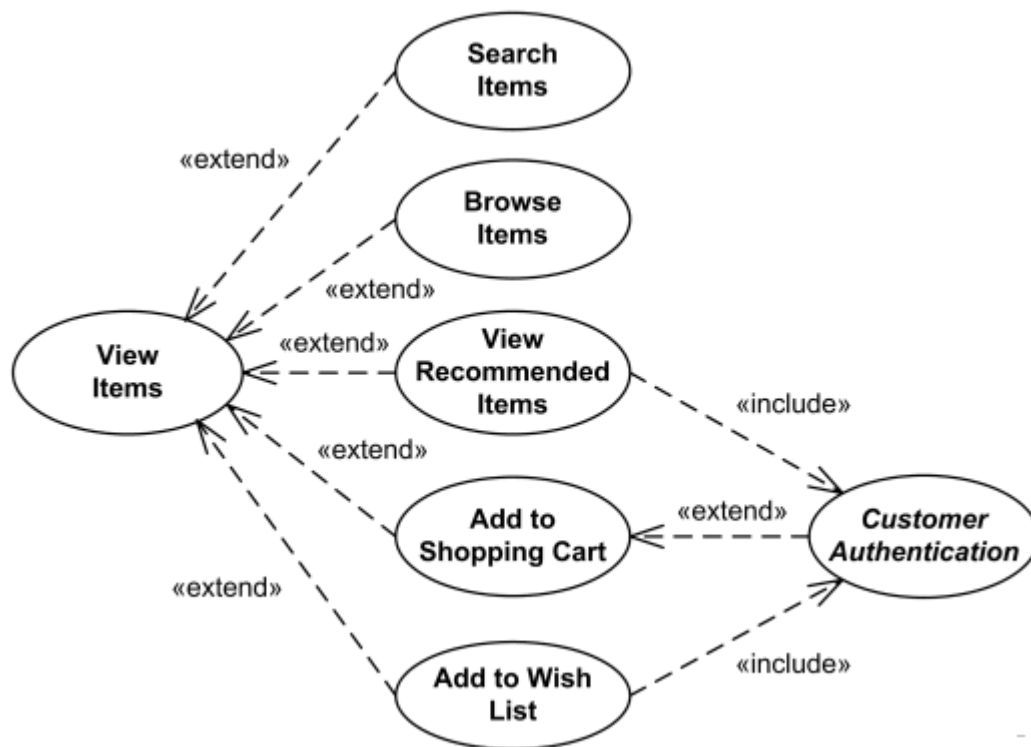 Search
Items
«extend»
Browse
Items
«extend»
View
Items
«extend»
View
Recommended
Items
«include»
«extend»
Add to
Shopping Cart
«extend»
Customer
Authentication
«extend»
Add to Wish
List
«include»